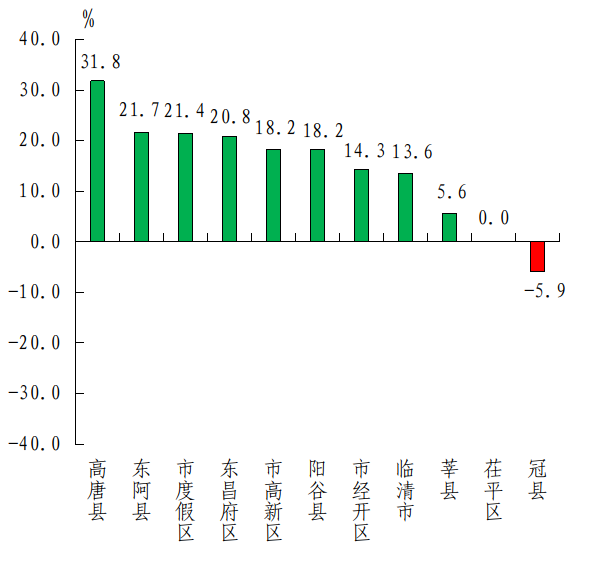 %
40.0
30.0
20.0
10.0
0.0
-10.0
-20.0
-30.0
-40.0
31.8
21.7
21.4
20.8
18.2
18.2
14.3
13.6
5.6
0.0
-5.9
高唐县
东阿县
市度假区
东昌府区
市高新区
阳谷县
市经开区
临清市
莘县
茌平区
冠县